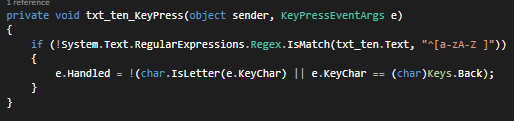 1 reference
private void txt_ten_KeyPress(object sender, KeyPressEventArgs e)
{
if (!System.Text.RegularExpressions.Regex.IsMatch(txt_ten.Text, "^[a-zA-Z ]"))
{
e.Handled = !(char.IsLetter(e.KeyChar) || e.KeyChar == (char)Keys.Back);
}
}